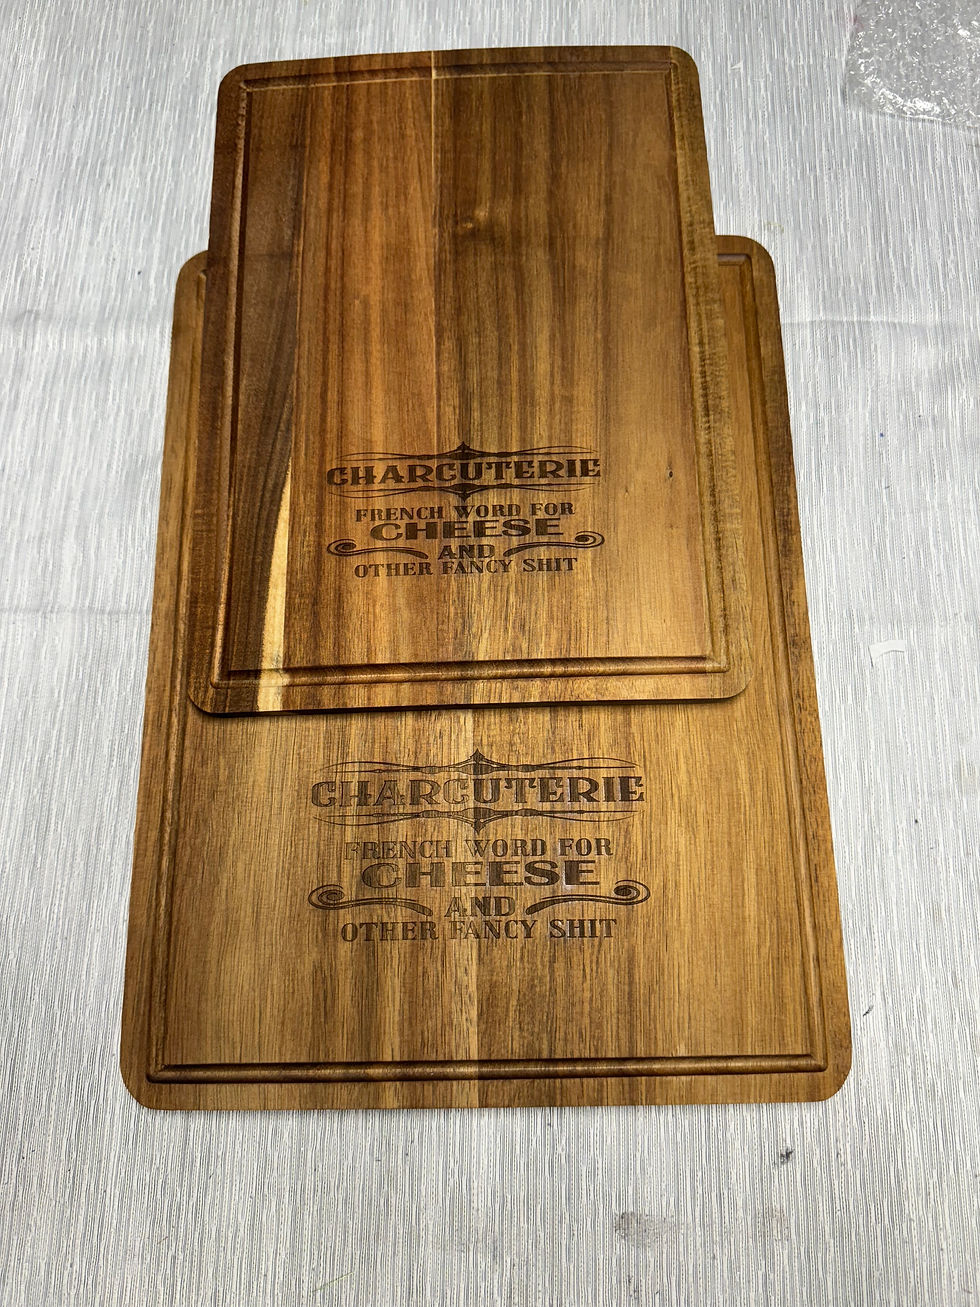 CHARCUTERIE
FRENCH WORD FOR
CHEESE
AND
OTHER FANCY SHIT
CHARCUTERIE
FRENCH WORD FOR
CHEESE
AND
OTHER FANCY SHIT